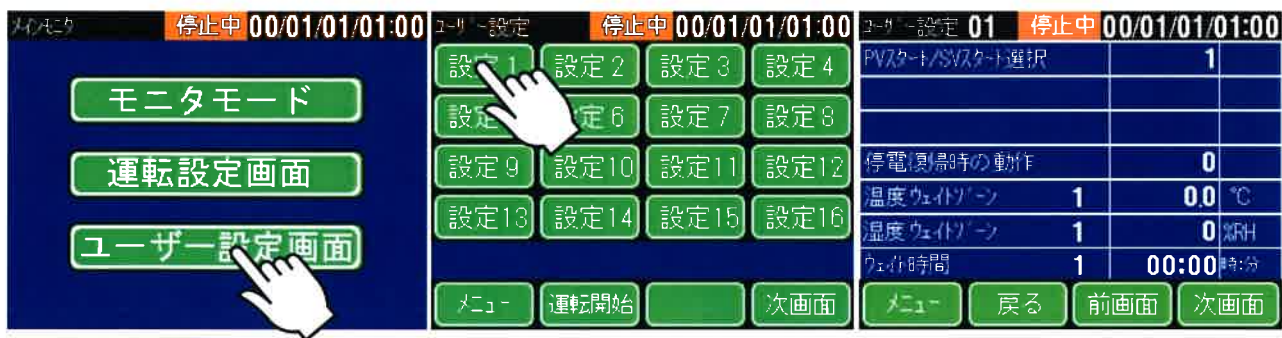 メインモニタ 停止中 00/01/01/01:00
モニタモード
運転設定画面
ユーザー設定画面
ユーザー設定 停止中 00/01/01/01:00
設定1 設定2 設定3 設定4
設定 設定6 設定7 設定8
設定9 設定10 設定11 設定12
設定13 設定14 設定15 設定16
メニュー 運転開始 次画面
ユーザー設定 01 停止中 00/01/01/01:00
PVスタート/SVスタート選択 1
停電復帰時の動作 0
温度ウェイトゾーン 1 0.0 ℃
湿度ウェイトゾーン 1 0 %RH
ウェイト時間 1 00:00 時:分
メニュー 戻る 前画面 次画面